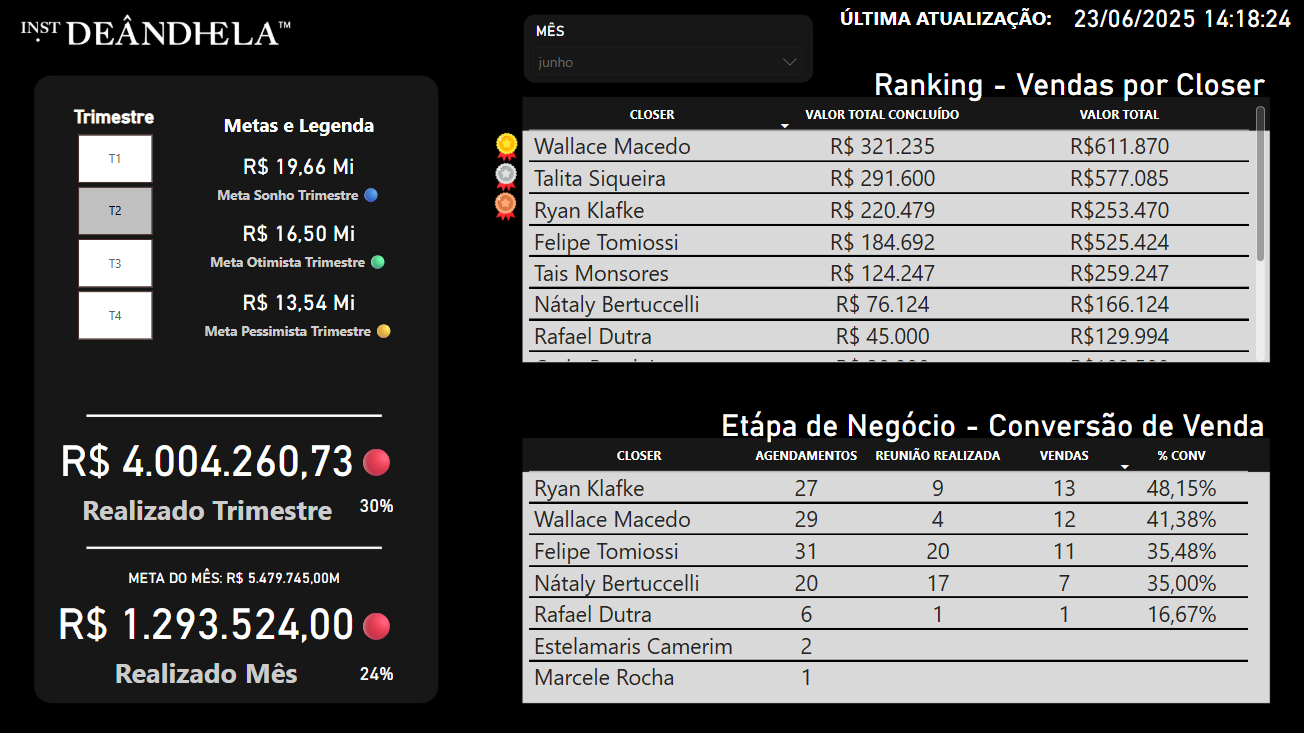 INST DEÂNDHELA™
MÊS
junho
ÚLTIMA ATUALIZAÇÃO: 23/06/2025 14:18:24
Trimestre
T1
T2
T3
T4
Metas e Legenda
R$ 19,66 Mi
Meta Sonho Trimestre
R$ 16,50 Mi
Meta Otimista Trimestre
R$ 13,54 Mi
Meta Pessimista Trimestre
R$ 4.004.260,73
Realizado Trimestre 30%
META DO MÊS: R$ 5.479.745,00M
R$ 1.293.524,00
Realizado Mês 24%
Ranking - Vendas por Closer
CLOSER VALOR TOTAL CONCLUÍDO VALOR TOTAL
Wallace Macedo R$ 321.235 R$611.870
Talita Siqueira R$ 291.600 R$577.085
Ryan Klafke R$ 220.479 R$253.470
Felipe Tomiossi R$ 184.692 R$525.424
Tais Monsores R$ 124.247 R$259.247
Nátaly Bertuccelli R$ 76.124 R$166.124
Rafael Dutra R$ 45.000 R$129.994
Etápa de Negócio - Conversão de Venda
CLOSER AGENDAMENTOS REUNIÃO REALIZADA VENDAS % CONV
Ryan Klafke 27 9 13 48,15%
Wallace Macedo 29 4 12 41,38%
Felipe Tomiossi 31 20 11 35,48%
Nátaly Bertuccelli 20 17 7 35,00%
Rafael Dutra 6 1 1 16,67%
Estelamaris Camerim 2
Marcele Rocha 1